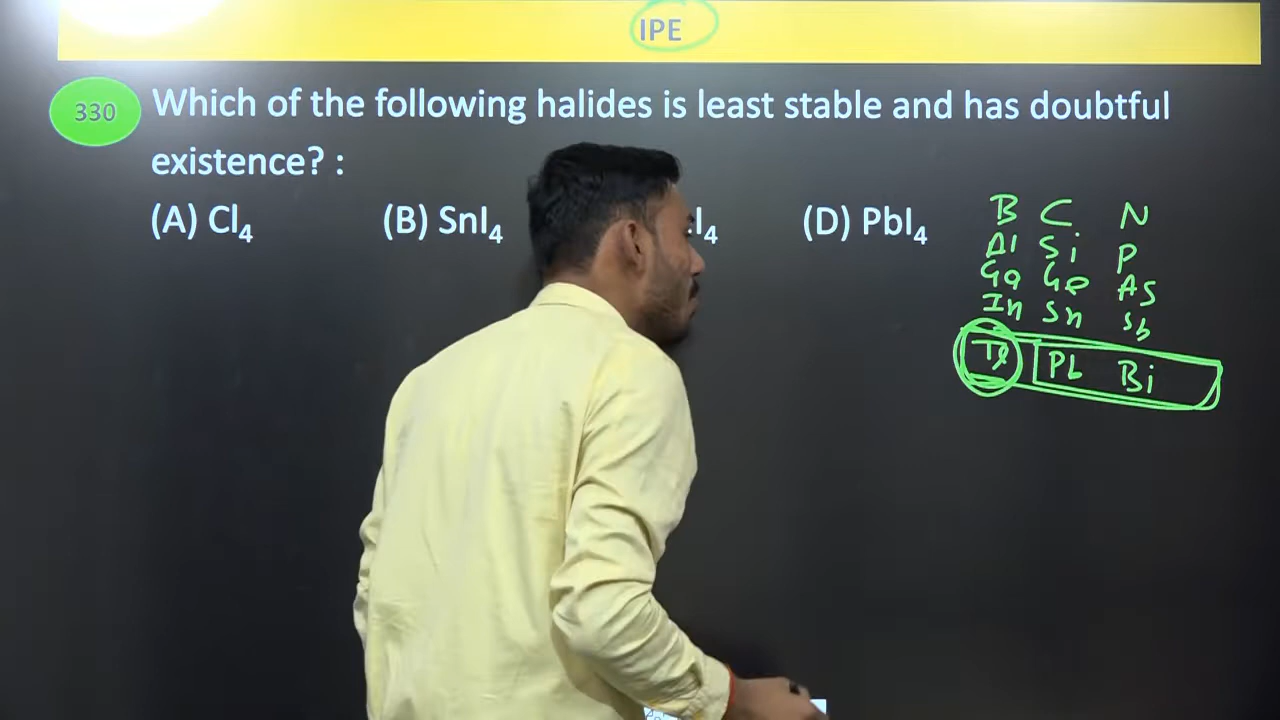 IPE
330 Which of the following halides is least stable and has doubtful
existence? :
(A) CI₄ (B) SnI₄ I₄ (D) PbI₄
B C N
Al Si P
Ga Ge As
In Sn Sb
Tl Pb Bi